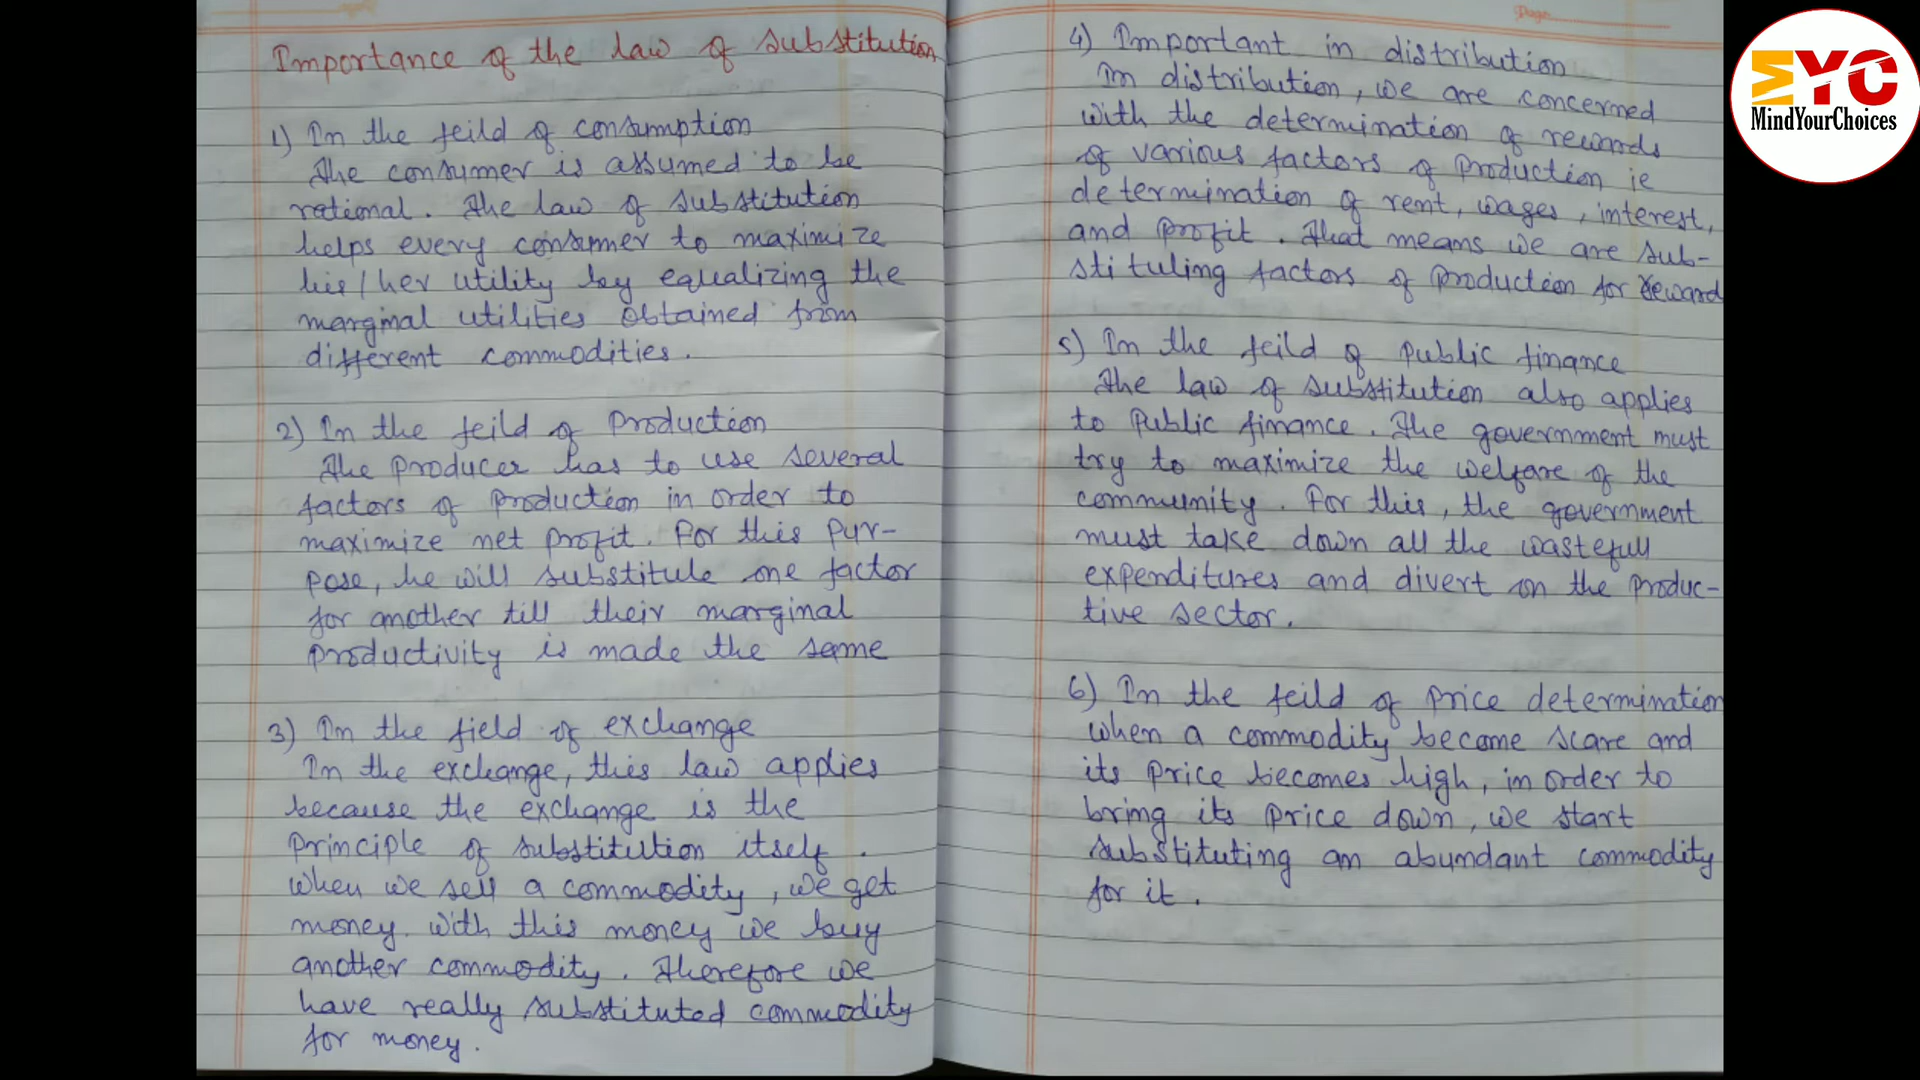 Importance of the law of substitution
1) In the feild of consumption
The consumer is assumed to be
rational. The law of substitution
helps every consumer to maximize
his/her utility by equalizing the
marginal utilities obtained from
different commodities.
2) In the feild of production
The producer has to use several
factors of production in order to
maximize net profit. For this pur-
pose, he will substitute one factor
for another till their marginal
productivity is made the same
3) In the field of exchange
In the exchange, this law applies
because the exchange is the
principle of substitution itself.
When we sell a commodity, we get
money. With this money we buy
another commodity. Therefore we
have really substituted commodity
for money.
Page:
4) Important in distribution
In distribution, we are concerned
with the determination of rewards
of various factors of production ie
determination of rent, wages, interest,
and profit. That means we are sub-
stituting factors of production for reward
5) In the feild of public finance
The law of substitution also applies
to public finance. The government must
try to maximize the welfare of the
community. For this, the government
must take down all the wastefull
expenditures and divert on the produc-
tive sector.
6) In the feild of price determination
when a commodity become scare and
its price becomes high, in order to
bring its price down, we start
substituting an abundant commodity
for it.
MYC
MindYourChoices